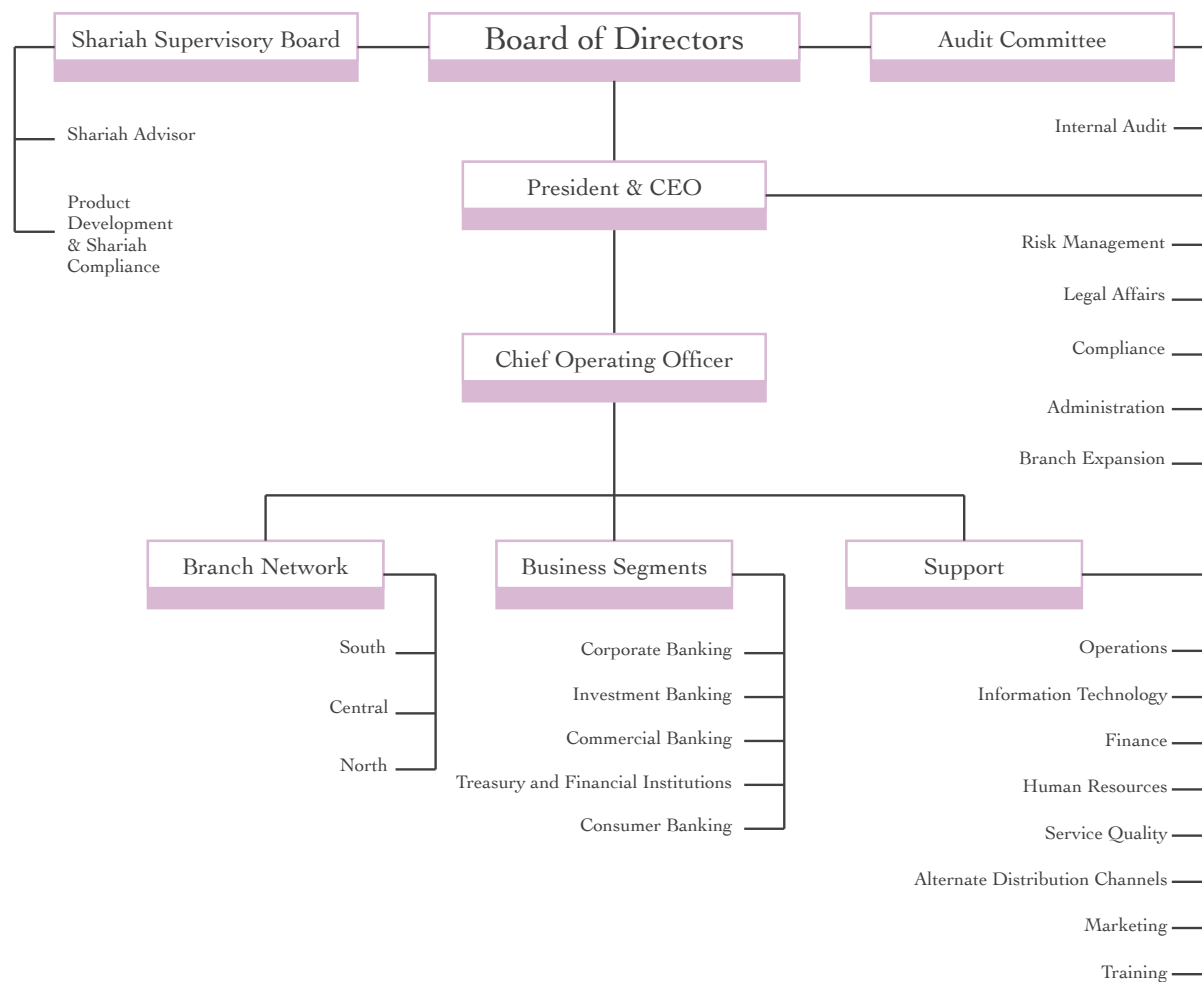 Shariah Supervisory Board
Board of Directors
Audit Committee
Shariah Advisor
Product
Development
& Shariah
Compliance
Internal Audit
President & CEO
Risk Management
Legal Affairs
Compliance
Administration
Branch Expansion
Chief Operating Officer
Branch Network
South
Central
North
Business Segments
Corporate Banking
Investment Banking
Commercial Banking
Treasury and Financial Institutions
Consumer Banking
Support
Operations
Information Technology
Finance
Human Resources
Service Quality
Alternate Distribution Channels
Marketing
Training